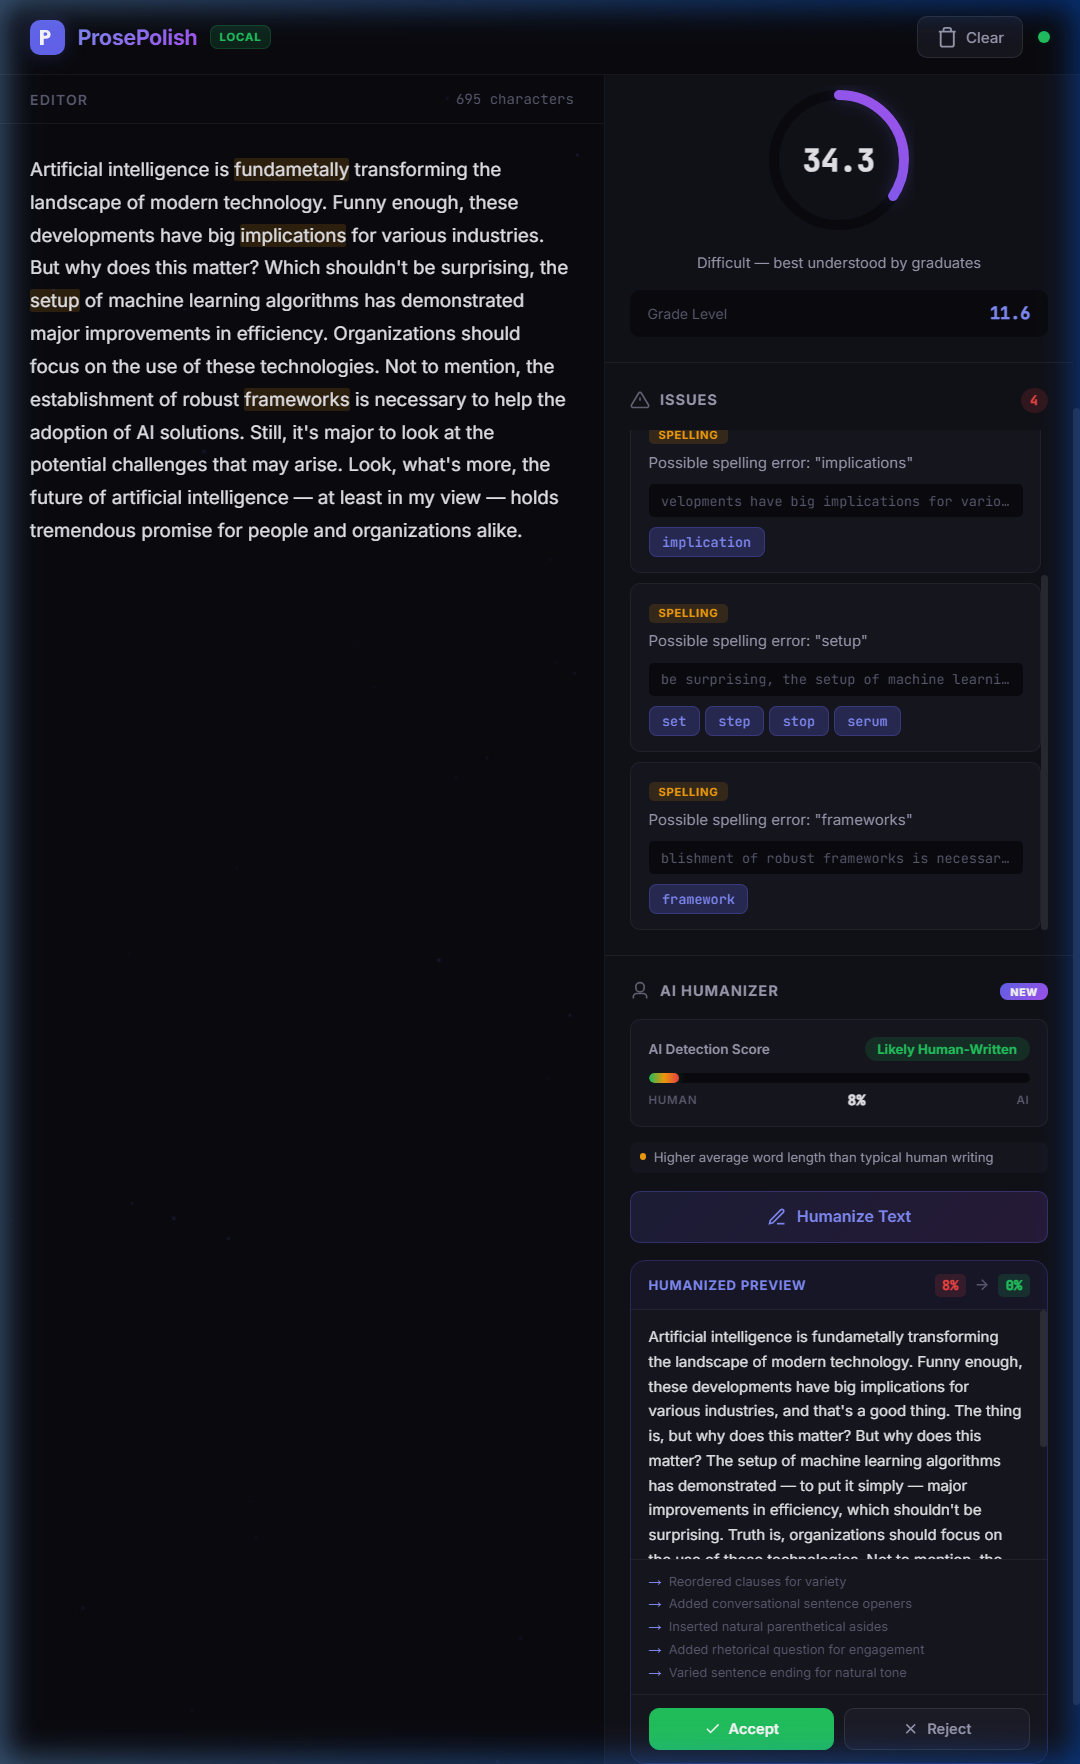 P ProsePolish LOCAL
Clear
EDITOR
695 characters
Artificial intelligence is fundametally transforming the
landscape of modern technology. Funny enough, these
developments have big implications for various industries.
But why does this matter? Which shouldn't be surprising, the
setup of machine learning algorithms has demonstrated
major improvements in efficiency. Organizations should
focus on the use of these technologies. Not to mention, the
establishment of robust frameworks is necessary to help the
adoption of AI solutions. Still, it's major to look at the
potential challenges that may arise. Look, what's more, the
future of artificial intelligence — at least in my view — holds
tremendous promise for people and organizations alike.
34.3
Difficult — best understood by graduates
Grade Level 11.6
ISSUES 4
SPELLING
Possible spelling error: "implications"
velopments have big implications for vario…
implication
SPELLING
Possible spelling error: "setup"
be surprising, the setup of machine learni…
set step stop serum
SPELLING
Possible spelling error: "frameworks"
blishment of robust frameworks is necessar…
framework
AI HUMANIZER NEW
AI Detection Score Likely Human-Written
HUMAN 8% AI
Higher average word length than typical human writing
Humanize Text
HUMANIZED PREVIEW 8% → 0%
Artificial intelligence is fundametally transforming
the landscape of modern technology. Funny enough,
these developments have big implications for
various industries, and that's a good thing. The thing
is, but why does this matter? But why does this
matter? The setup of machine learning algorithms
has demonstrated — to put it simply — major
improvements in efficiency, which shouldn't be
surprising. Truth is, organizations should focus on
the use of these technologies. Not to mention, the
→ Reordered clauses for variety
→ Added conversational sentence openers
→ Inserted natural parenthetical asides
→ Added rhetorical question for engagement
→ Varied sentence ending for natural tone
Accept
Reject